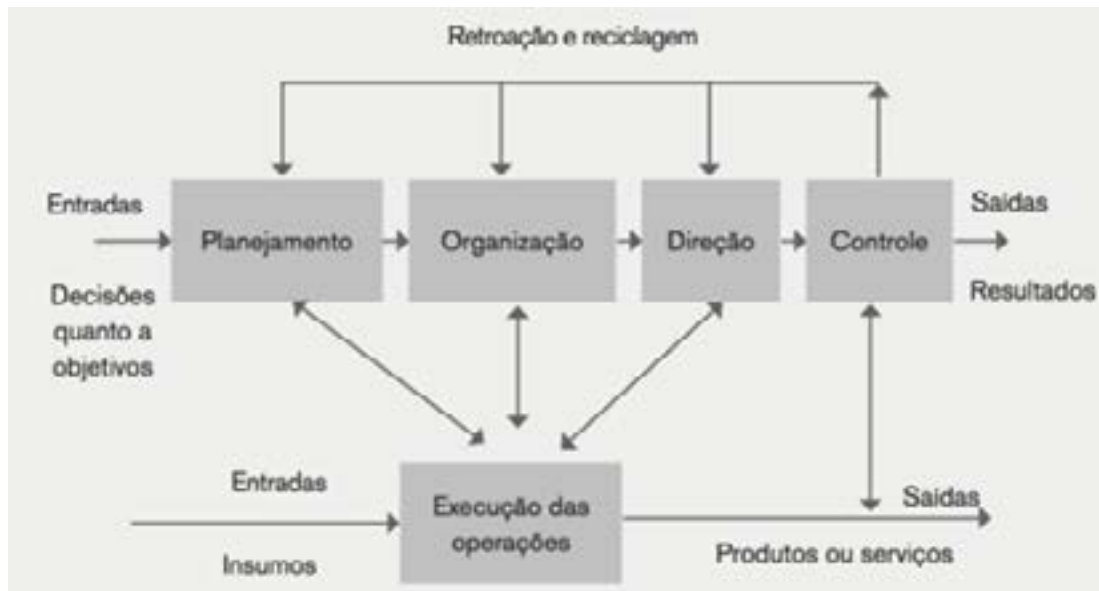 Retroação e reciclagem
Entradas
Planejamento
Organização
Direção
Controle
Saídas
Decisões
quanto a
objetivos
Resultados
Entradas
Insumos
Execução das
operações
Saídas
Produtos ou serviços